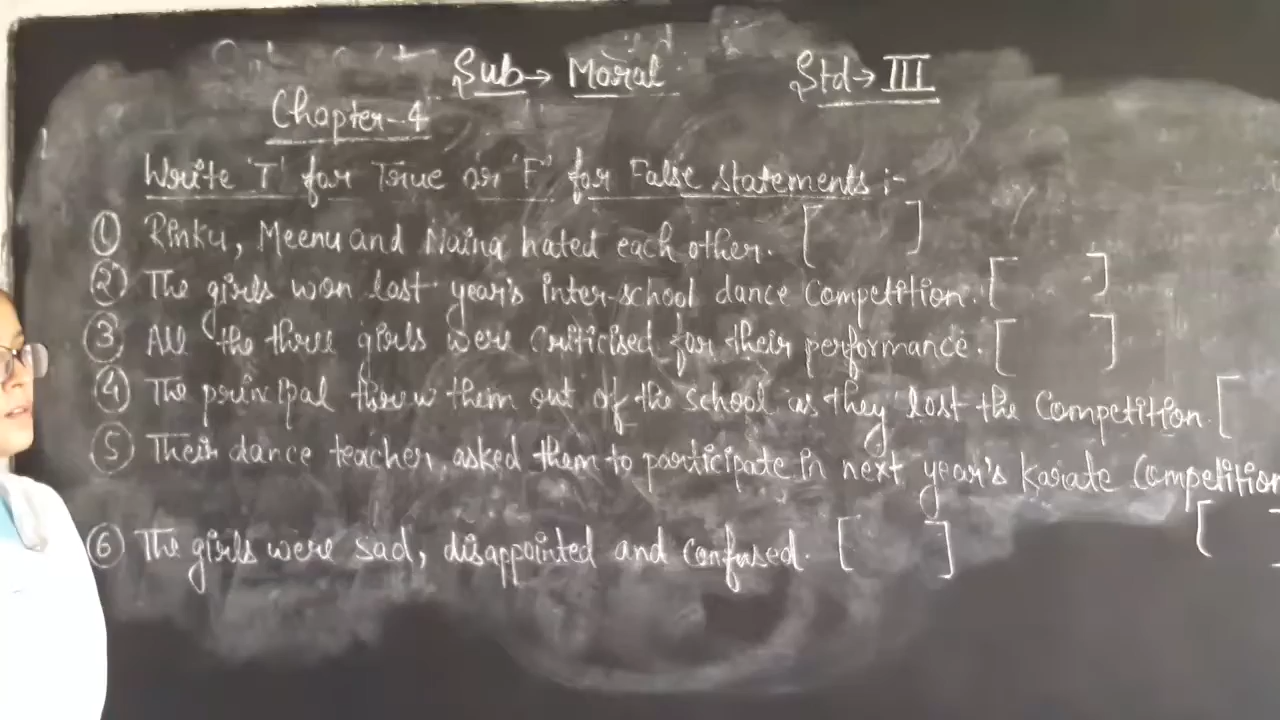 Sub→ Moral Std→ III
Chapter-4
Write 'T' for True or 'F' for False statements :-
① Rinku, Meenu and Naina hated each other. [ ]
② The girls won last year's inter-school dance Competition. [ ]
③ All the three girls were criticised for their performance. [ ]
④ The principal threw them out of the school as they lost the Competition. [
⑤ Their dance teacher, asked them to participate in next year's karate Competition
[ ]
⑥ The girls were sad, disappointed and confused. [ ]